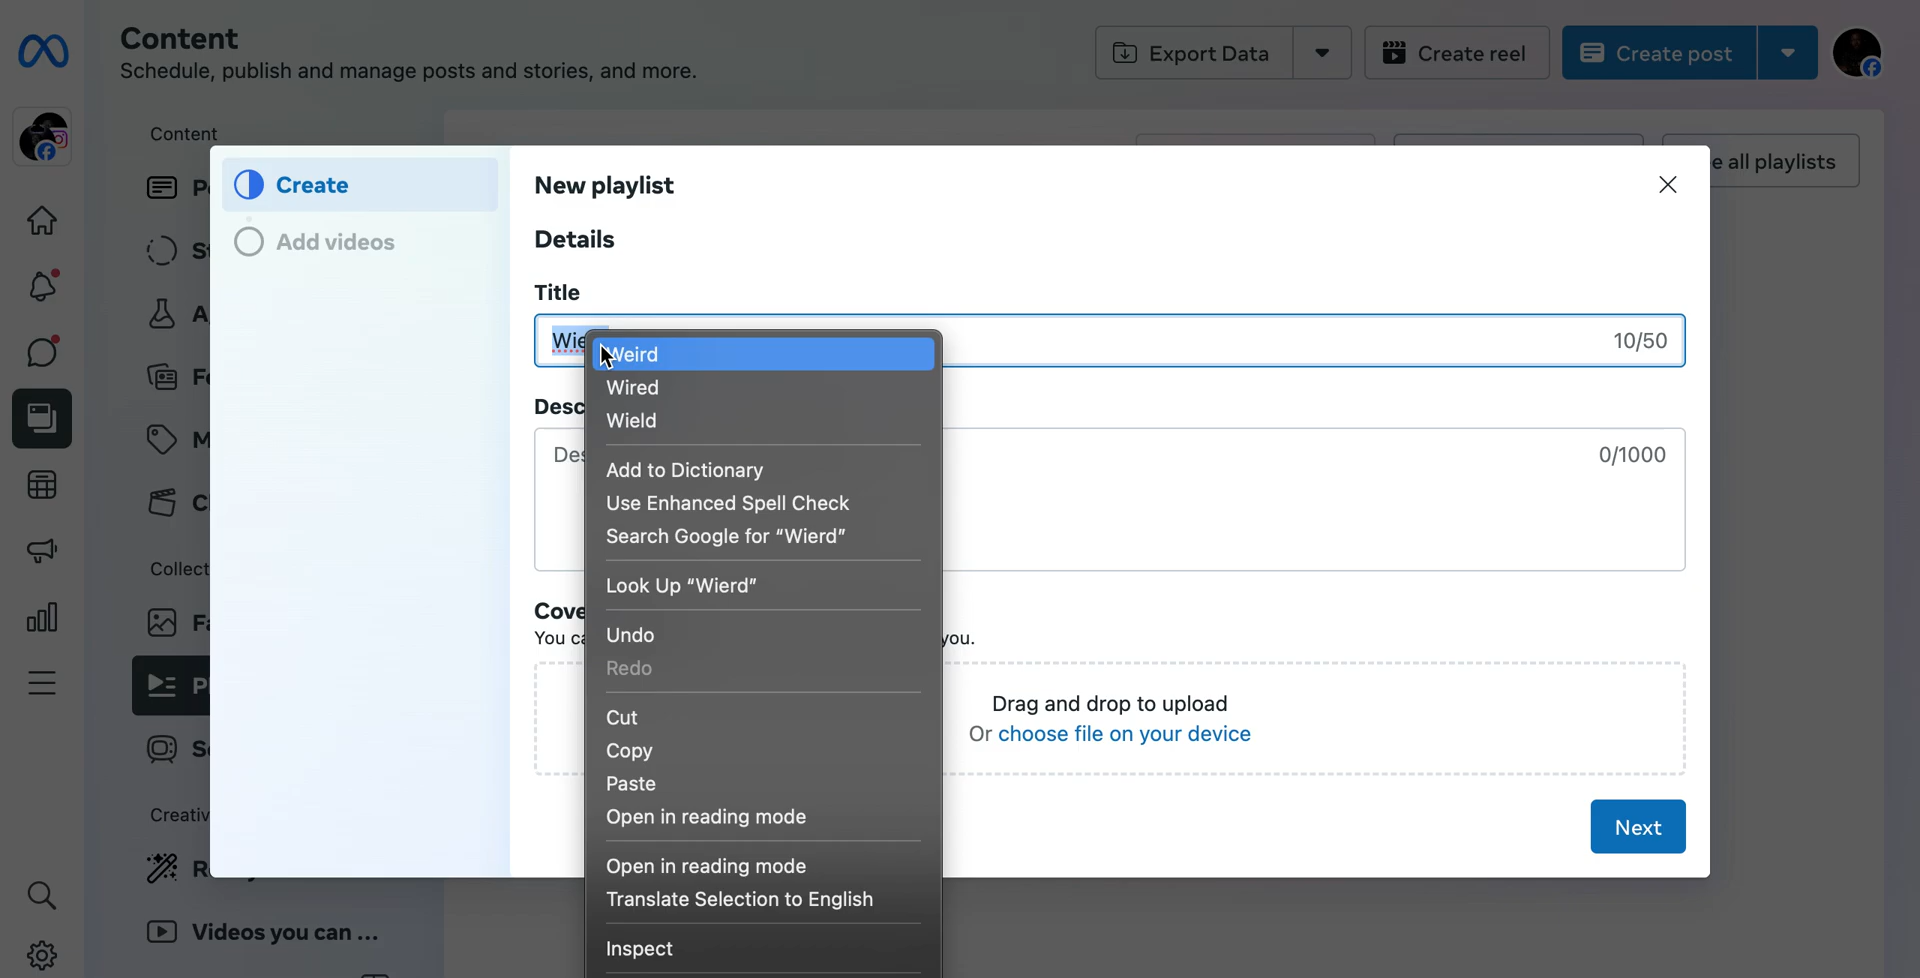 Content
Schedule, publish and manage posts and stories, and more.
Export Data
Create reel
Create post
Content
Create
Add videos
New playlist
e all playlists
Details
Title
10/50
Weird
Wired
Wield
Desc
0/1000
Add to Dictionary
Use Enhanced Spell Check
Search Google for “Wierd”
Look Up “Wierd”
Collect
Cove
you.
Undo
Redo
Drag and drop to upload
Or choose file on your device
Cut
Copy
Paste
Open in reading mode
Creativ
Next
Open in reading mode
Translate Selection to English
Videos you can ...
Inspect